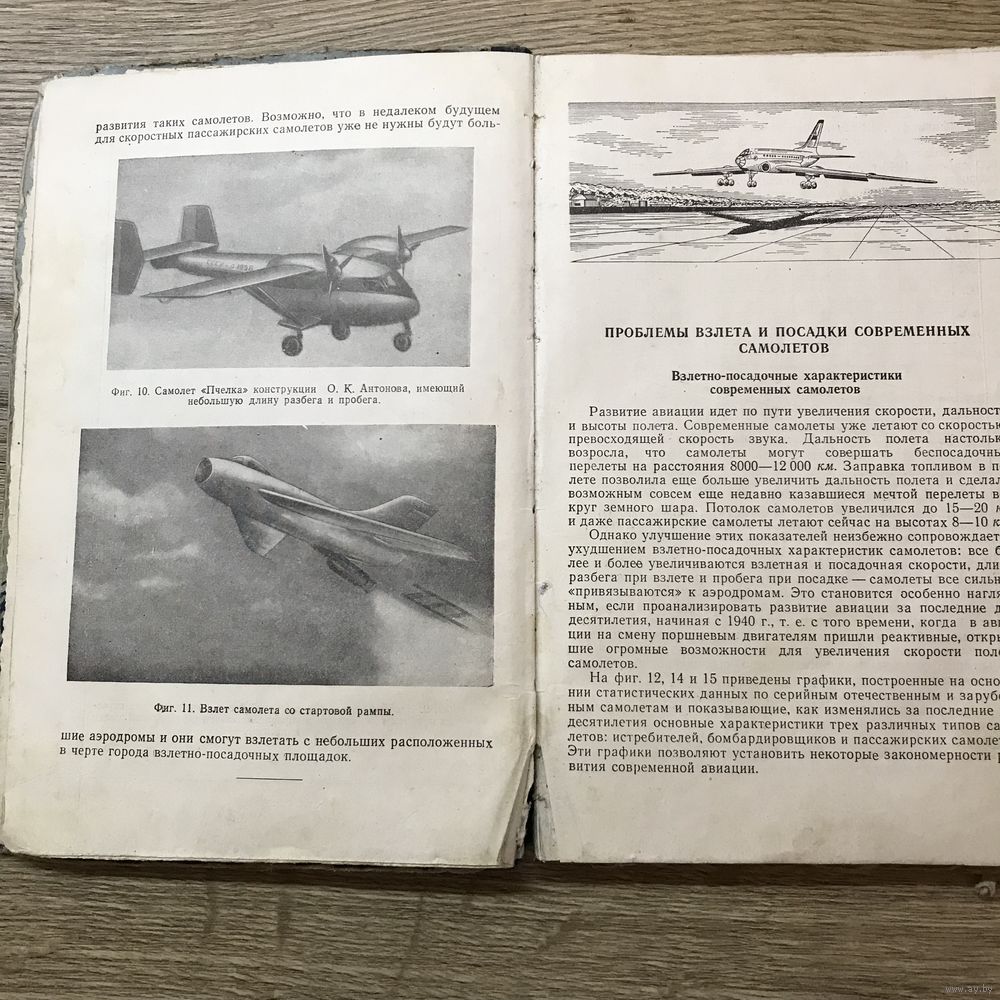 развития таких самолетов. Возможно, что в недалеком будущем
для скоростных пассажирских самолетов уже не нужны будут боль-
Фиг. 10. Самолет «Пчелка» конструкции О. К. Антонова, имеющий
небольшую длину разбега и пробега.
Фиг. 11. Взлет самолета со стартовой рампы.
шие аэродромы и они смогут взлетать с небольших расположенных
в черте города взлетно-посадочных площадок.
ПРОБЛЕМЫ ВЗЛЕТА И ПОСАДКИ СОВРЕМЕННЫХ
САМОЛЕТОВ
Взлетно-посадочные характеристики
современных самолетов
Развитие авиации идет по пути увеличения скорости, дальност
и высоты полета. Современные самолеты уже летают со скоростью
превосходящей скорость звука. Дальность полета настольк
возросла, что самолеты могут совершать беспосадочны
перелеты на расстояния 8000—12 000 км. Заправка топливом в по
лете позволила еще больше увеличить дальность полета и сделал
возможным совсем еще недавно казавшиеся мечтой перелеты в
круг земного шара. Потолок самолетов увеличился до 15—20 к
и даже пассажирские самолеты летают сейчас на высотах 8—10 к
Однако улучшение этих показателей неизбежно сопровождает
ухудшением взлетно-посадочных характеристик самолетов: все б
лее и более увеличиваются взлетная и посадочная скорости, дли
разбега при взлете и пробега при посадке — самолеты все сильн
«привязываются» к аэродромам. Это становится особенно нагля
ным, если проанализировать развитие авиации за последние д
десятилетия, начиная с 1940 г., т. е. с того времени, когда в ави
ции на смену поршневым двигателям пришли реактивные, откры
шие огромные возможности для увеличения скорости пол
самолетов.
На фиг. 12, 14 и 15 приведены графики, построенные на осно
нии статистических данных по серийным отечественным и заруб
ным самолетам и показывающие, как изменялись за последние
десятилетия основные характеристики трех различных типов са
летов: истребителей, бомбардировщиков и пассажирских самолет
Эти графики позволяют установить некоторые закономерности р
вития современной авиации.
www.ay.by